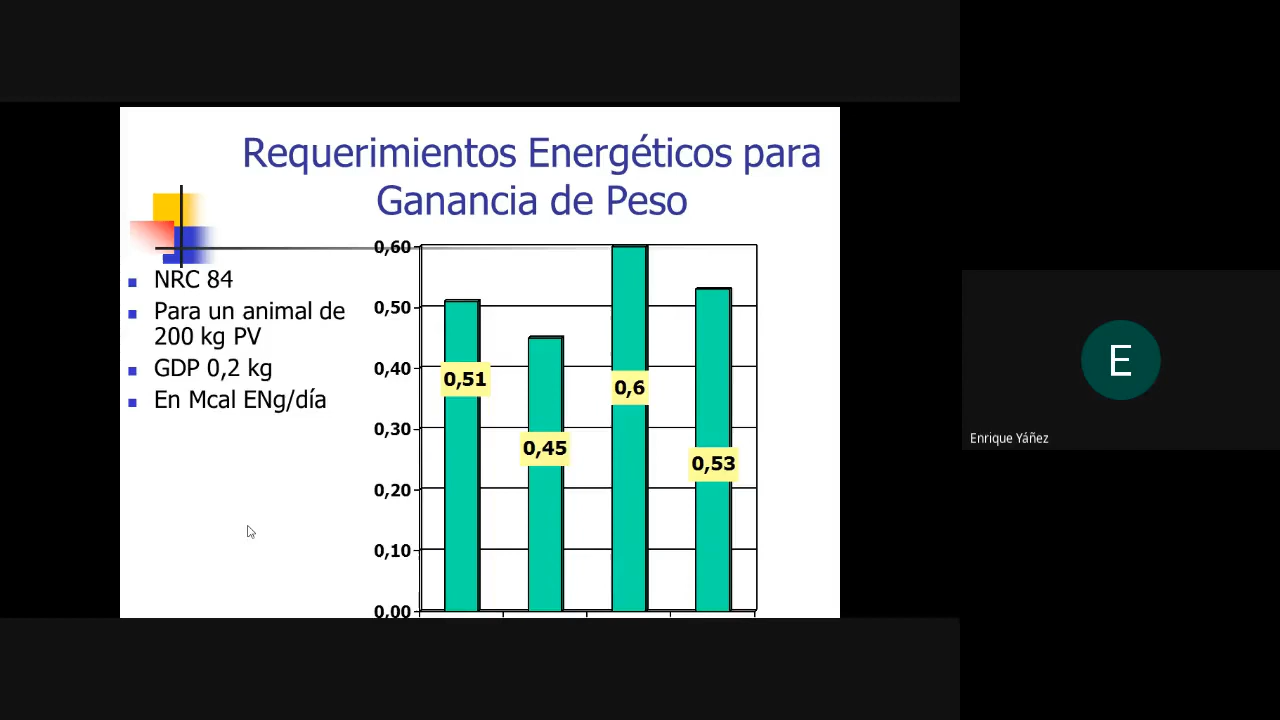 Requerimientos Energéticos para
Ganancia de Peso
NRC 84
Para un animal de
200 kg PV
GDP 0,2 kg
En Mcal ENg/día
0,60
0,50
0,40
0,30
0,20
0,10
0,00
0,51
0,45
0,6
0,53
E
Enrique Yáñez